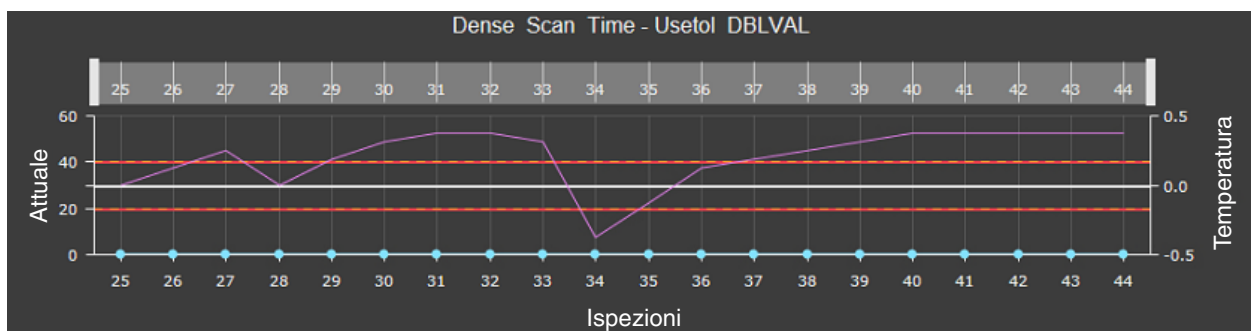 Dense Scan Time - Usetol DBLVAL
25 26 27 28 29 30 31 32 33 34 35 36 37 38 39 40 41 42 43 44
60 0.5
40
0.0
20
0 -0.5
Attuale
Temperatura
25 26 27 28 29 30 31 32 33 34 35 36 37 38 39 40 41 42 43 44
Ispezioni